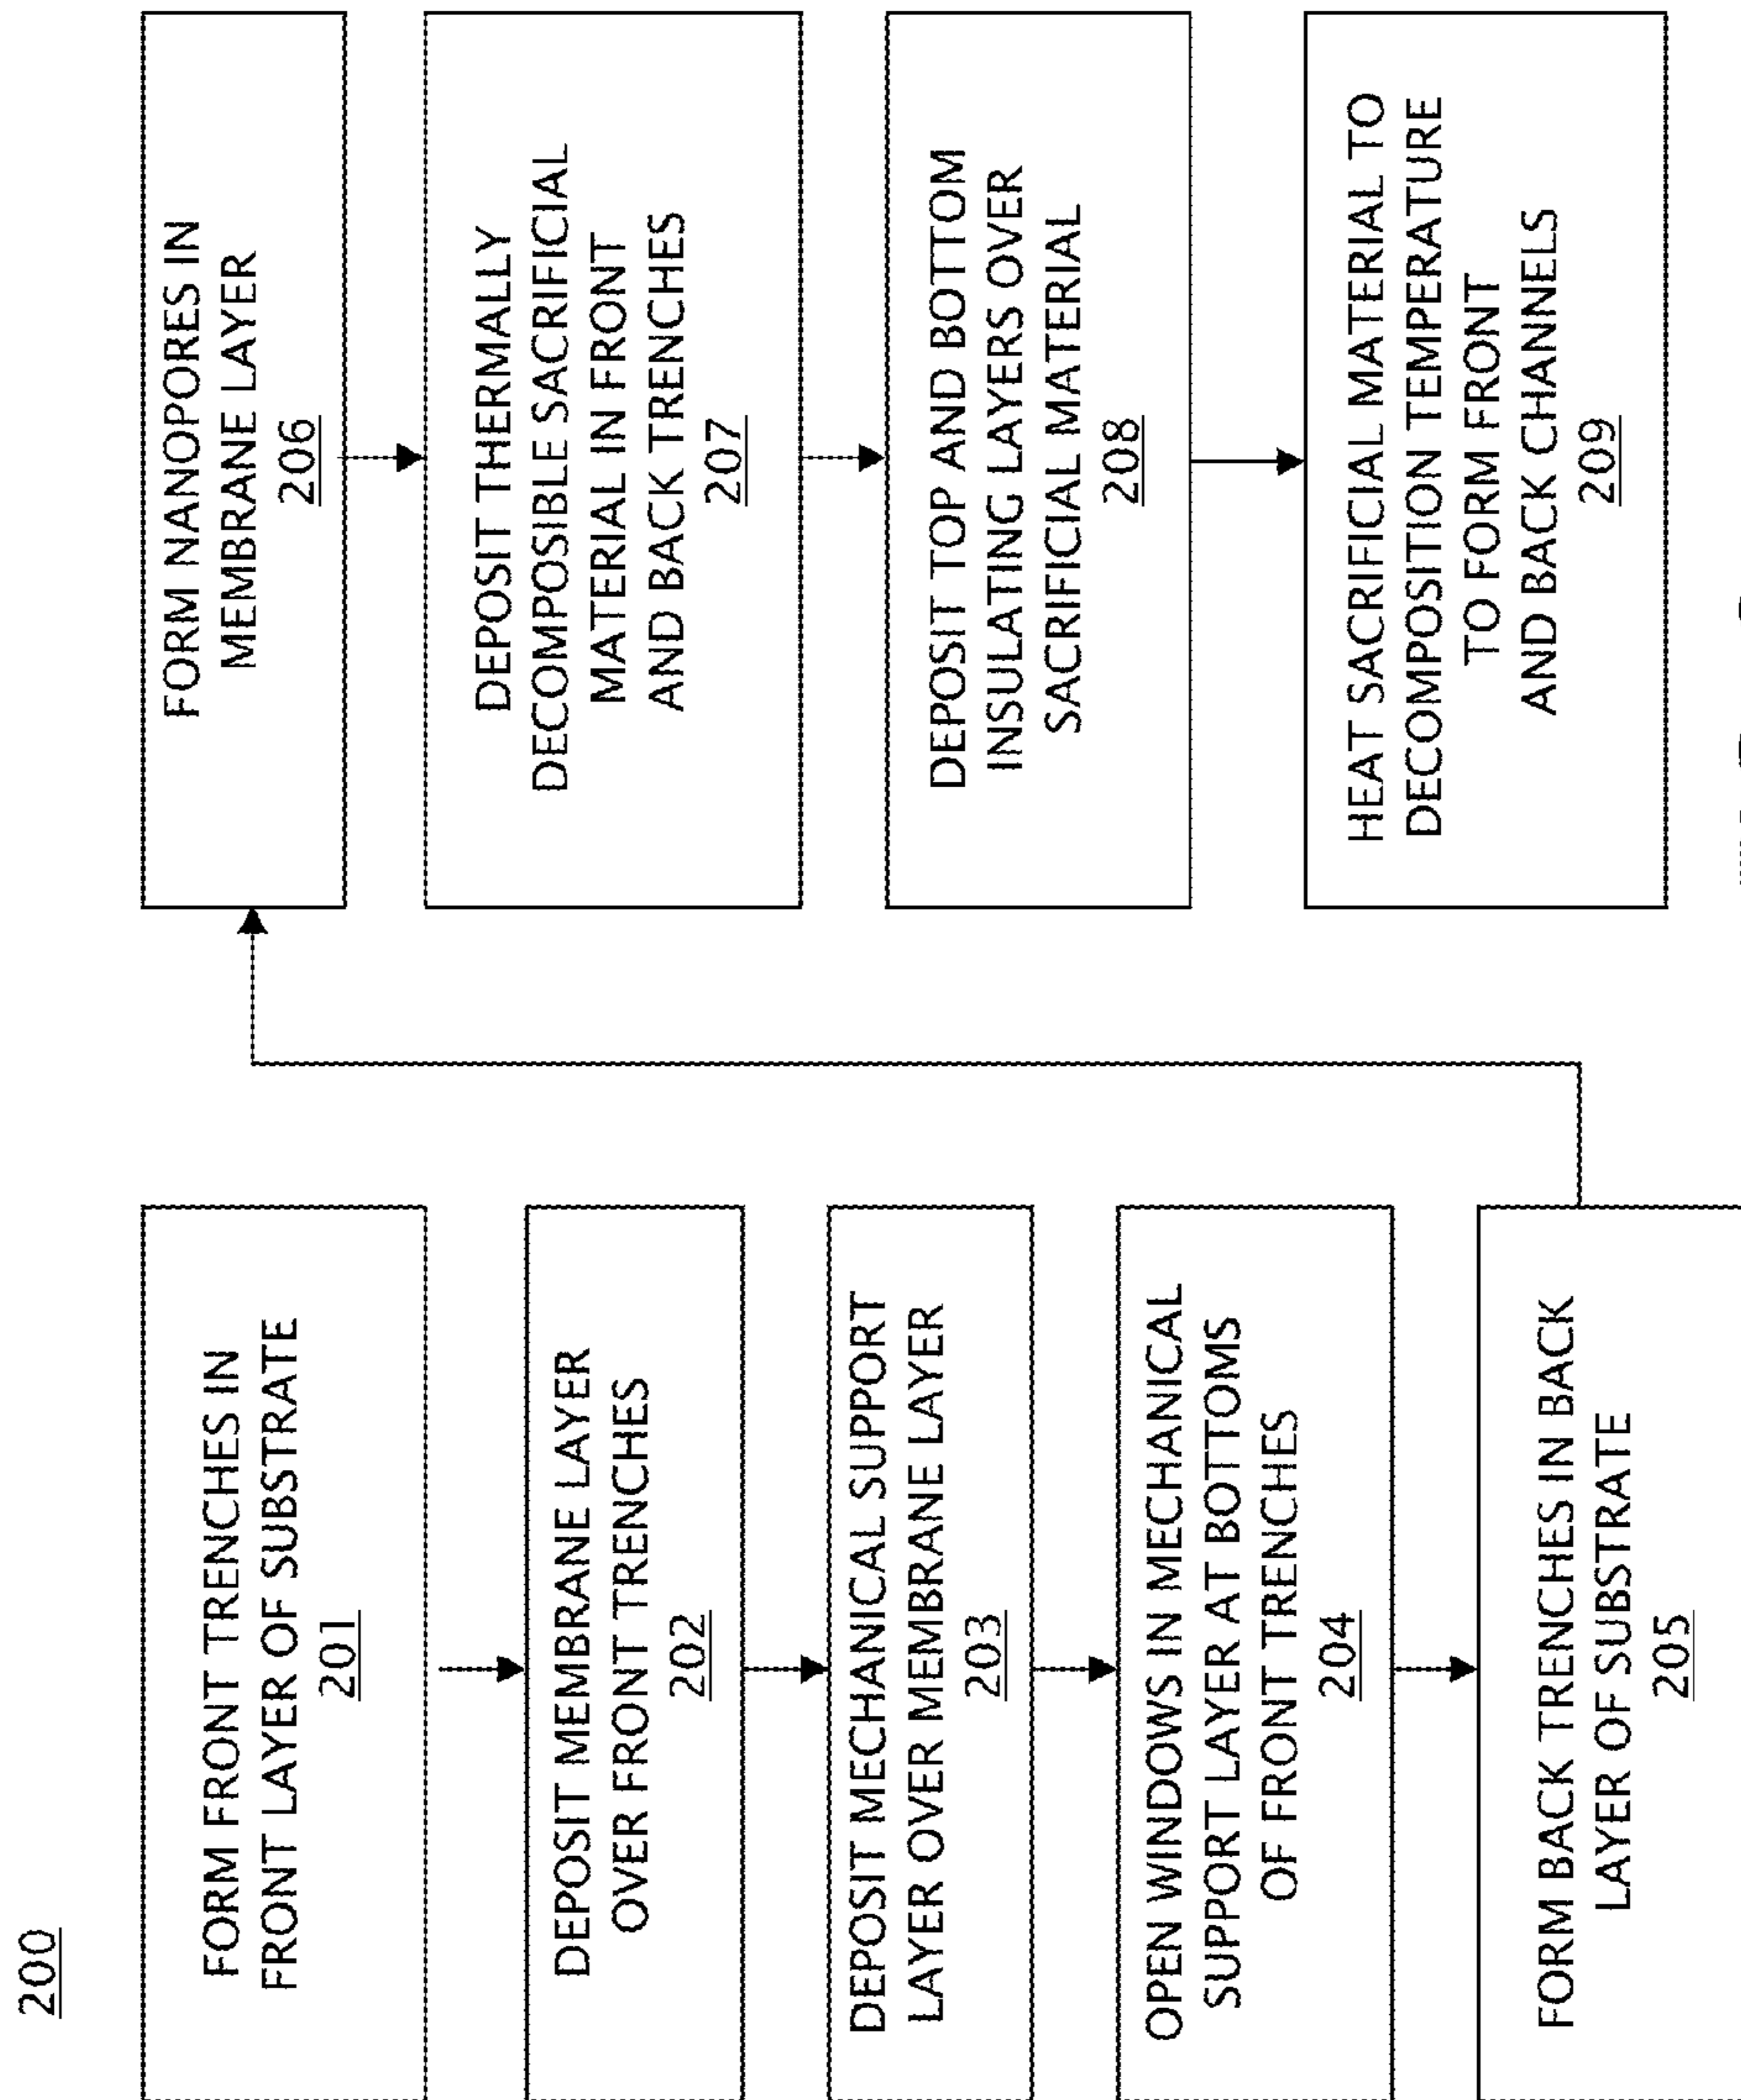 200
FORM FRONT TRENCHES IN
FRONT LAYER OF SUBSTRATE
201
DEPOSIT MEMBRANE LAYER
OVER FRONT TRENCHES
202
DEPOSIT MECHANICAL SUPPORT
LAYER OVER MEMBRANE LAYER
203
OPEN WINDOWS IN MECHANICAL
SUPPORT LAYER AT BOTTOMS
OF FRONT TRENCHES
204
FORM BACK TRENCHES IN BACK
LAYER OF SUBSTRATE
205
FORM NANOPORES IN
MEMBRANE LAYER
206
DEPOSIT THERMALLY
DECOMPOSIBLE SACRIFICIAL
MATERIAL IN FRONT
AND BACK TRENCHES
207
DEPOSIT TOP AND BOTTOM
INSULATING LAYERS OVER
SACRIFICIAL MATERIAL
208
HEAT SACRIFICIAL MATERIAL TO
DECOMPOSITION TEMPERATURE
TO FORM FRONT
AND BACK CHANNELS
209